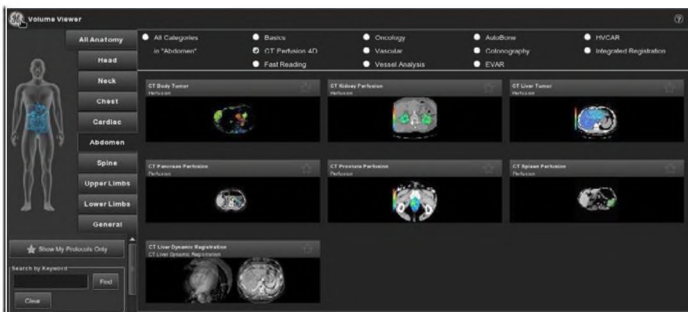 Volume Viewer
All Anatomy
Head
Neck
Chest
Cardiac
Abdomen
Spine
Upper Limbs
Lower Limbs
General
Show My Protocols Only
Search by Keyword
Find
Clear
All Categories
in "Abdomen"
Basics
CT Perfusion 4D
Fast Reading
Oncology
Vascular
Vessel Analysis
AutoBone
Colonography
EVAR
HVCAR
Integrated Registration
CT Body Tumor
Perfusion
CT Kidney Perfusion
Perfusion
CT Liver Tumor
Perfusion
CT Pancreas Perfusion
Perfusion
CT Prostate Perfusion
Perfusion
CT Spleen Perfusion
Perfusion
CT Liver Dynamic Registration
CT Liver Dynamic Registration